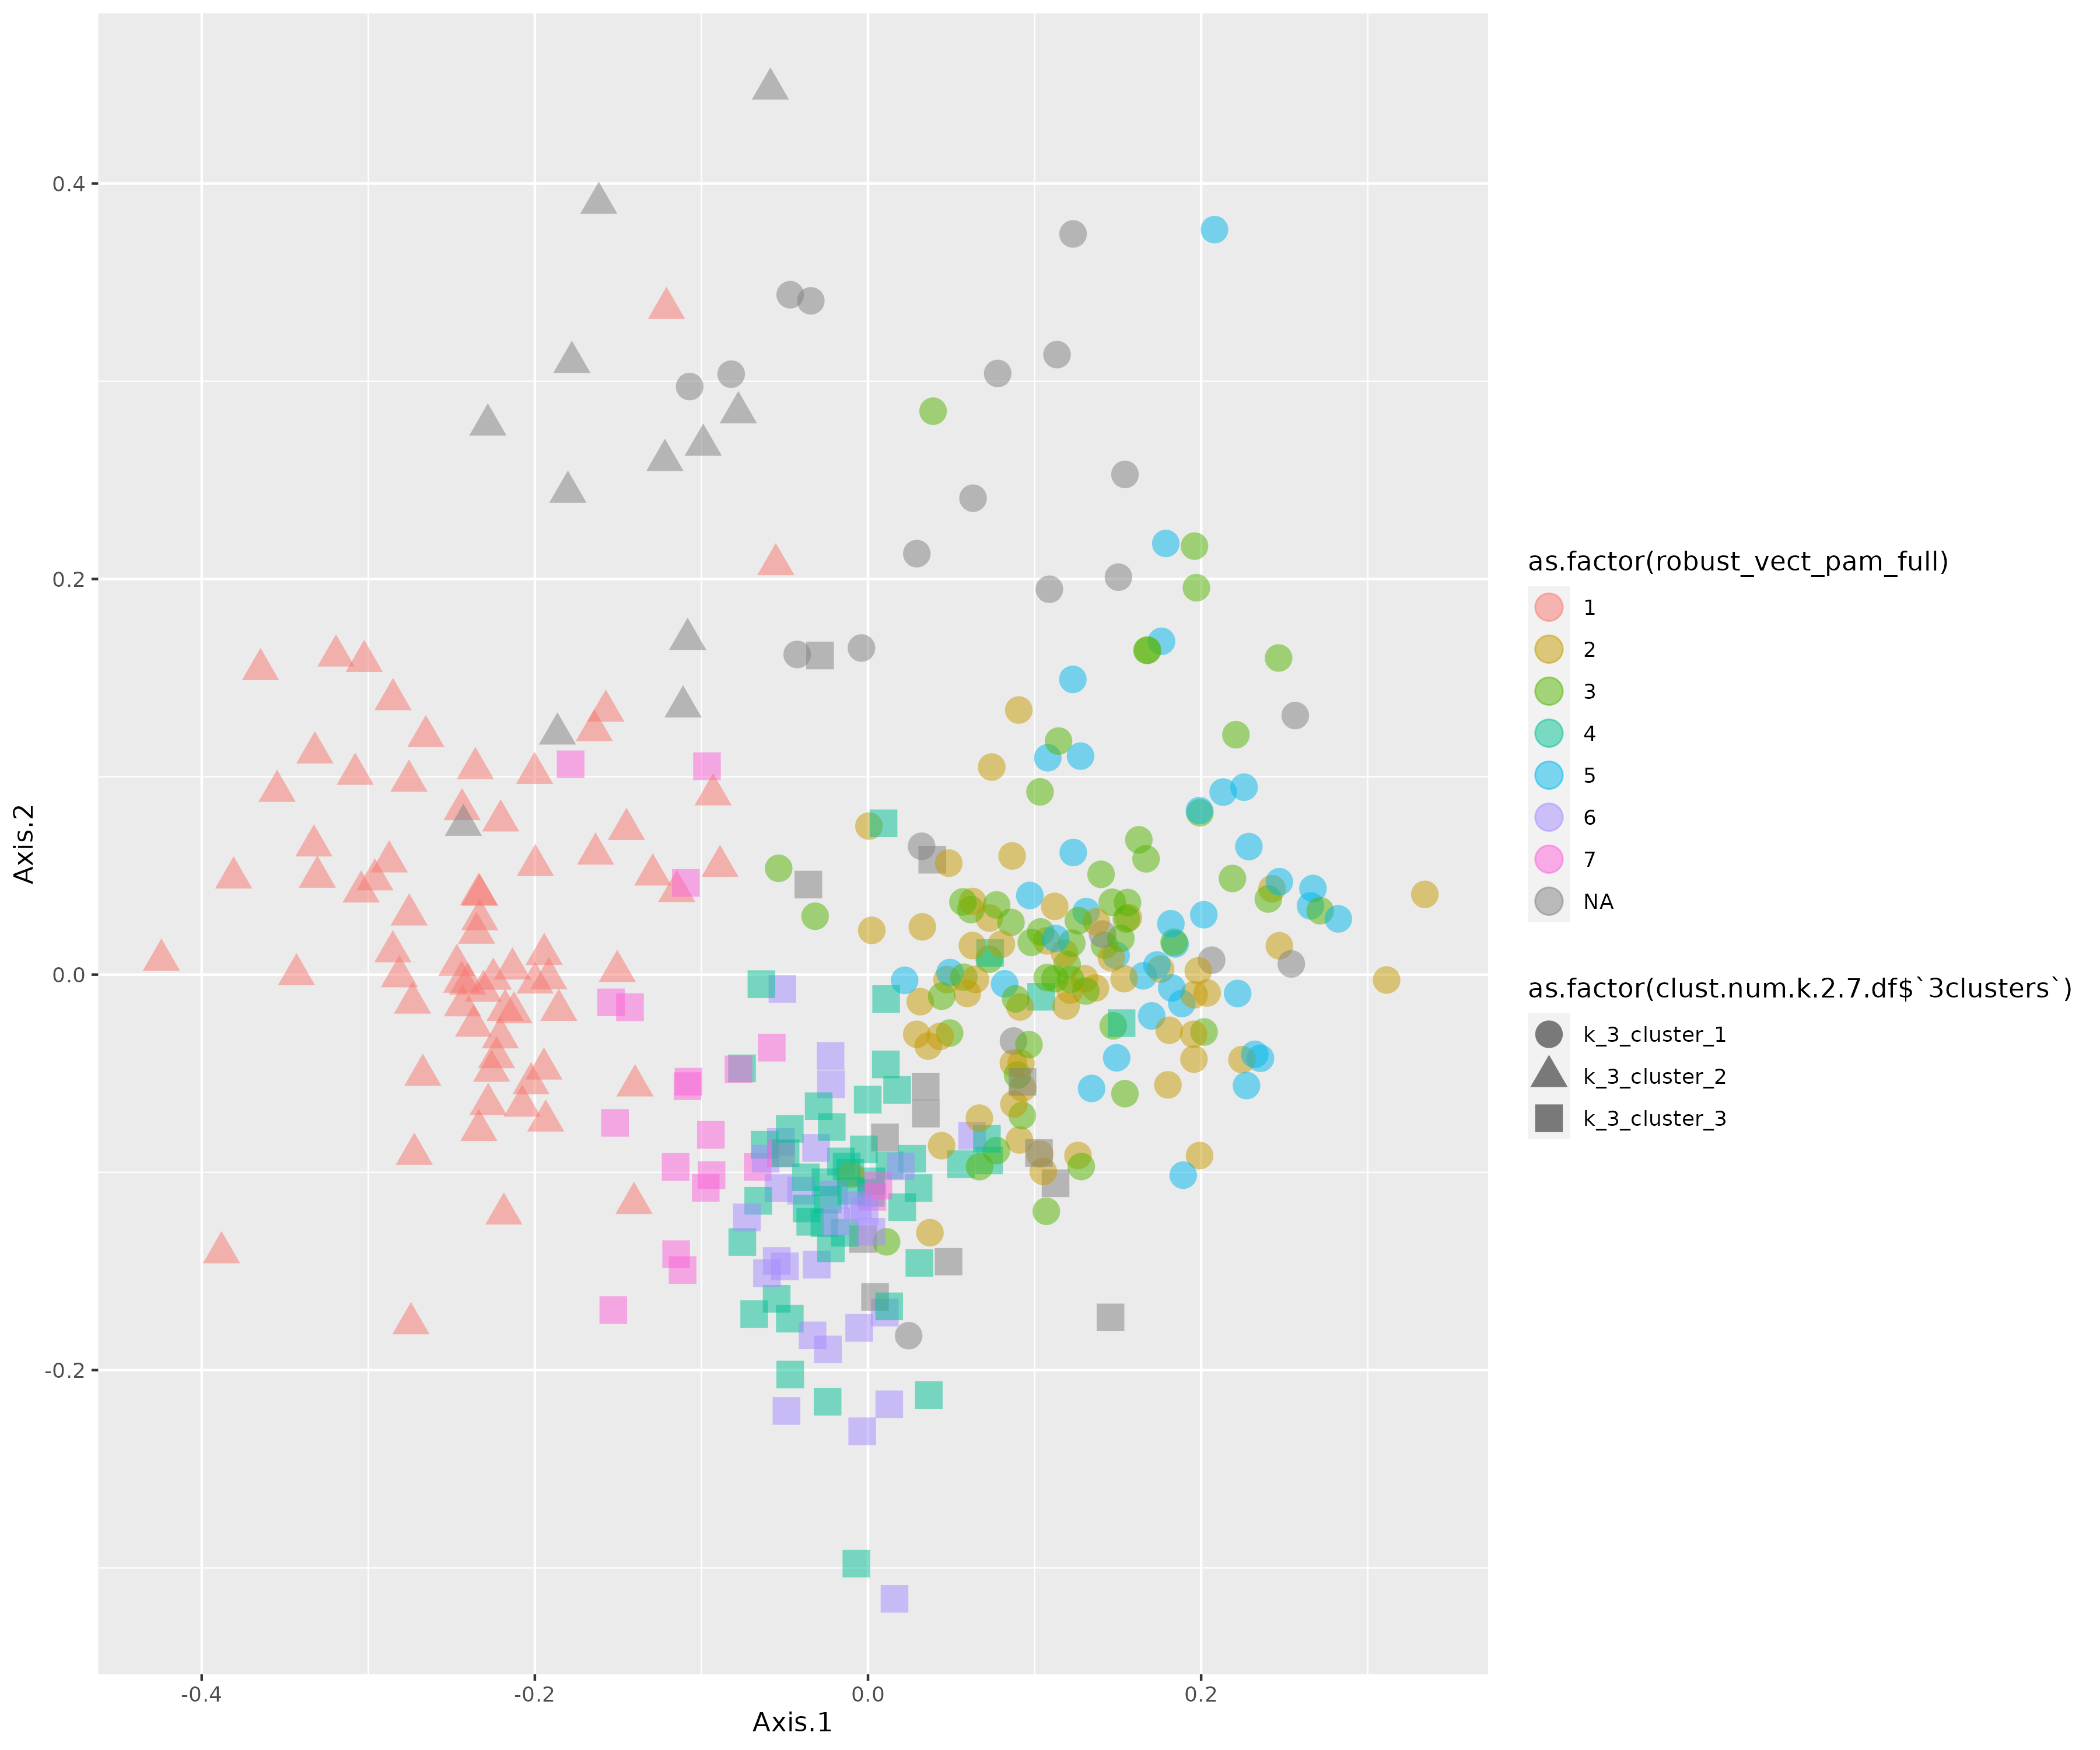 0.4
0.2
0.0
-0.2
Axis.2
-0.4
-0.2
0.0
0.2
Axis.1
as.factor(robust_vect_pam_full)
1
2
3
4
5
6
7
NA
as.factor(clust.num.k.2.7.df$`3clusters`)
k_3_cluster_1
k_3_cluster_2
k_3_cluster_3